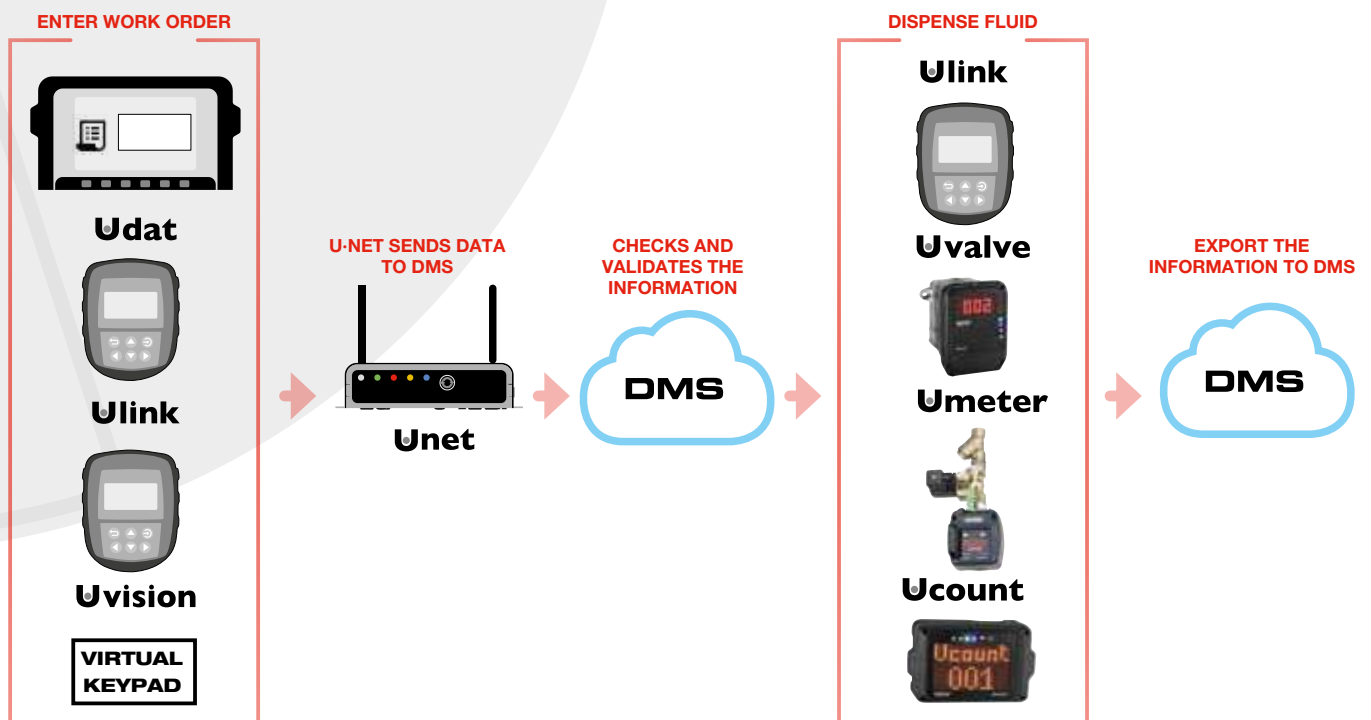 ENTER WORK ORDER
Udat
Ulink
Uvision
VIRTUAL
KEYPAD
U·NET SENDS DATA
TO DMS
Unet
CHECKS AND
VALIDATES THE
INFORMATION
DMS
DISPENSE FLUID
Ulink
Uvalve
002
Umeter
Ucount
Ucount
001
EXPORT THE
INFORMATION TO DMS
DMS